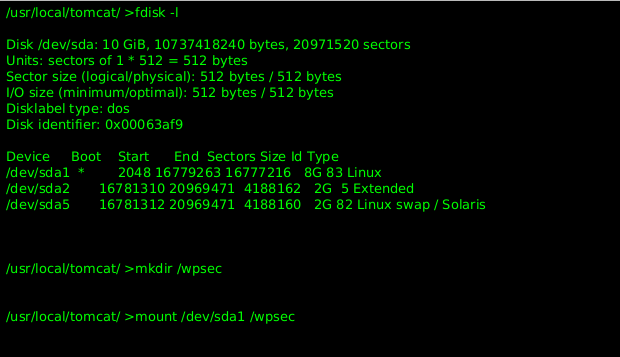 /usr/local/tomcat/ >fdisk -l
Disk /dev/sda: 10 GiB, 10737418240 bytes, 20971520 sectors
Units: sectors of 1 * 512 = 512 bytes
Sector size (logical/physical): 512 bytes / 512 bytes
I/O size (minimum/optimal): 512 bytes / 512 bytes
Disklabel type: dos
Disk identifier: 0x00063af9
Device Boot Start End Sectors Size Id Type
/dev/sda1 * 2048 16779263 16777216 8G 83 Linux
/dev/sda2 16781310 20969471 4188162 2G 5 Extended
/dev/sda5 16781312 20969471 4188160 2G 82 Linux swap / Solaris
/usr/local/tomcat/ >mkdir /wpsec
/usr/local/tomcat/ >mount /dev/sda1 /wpsec